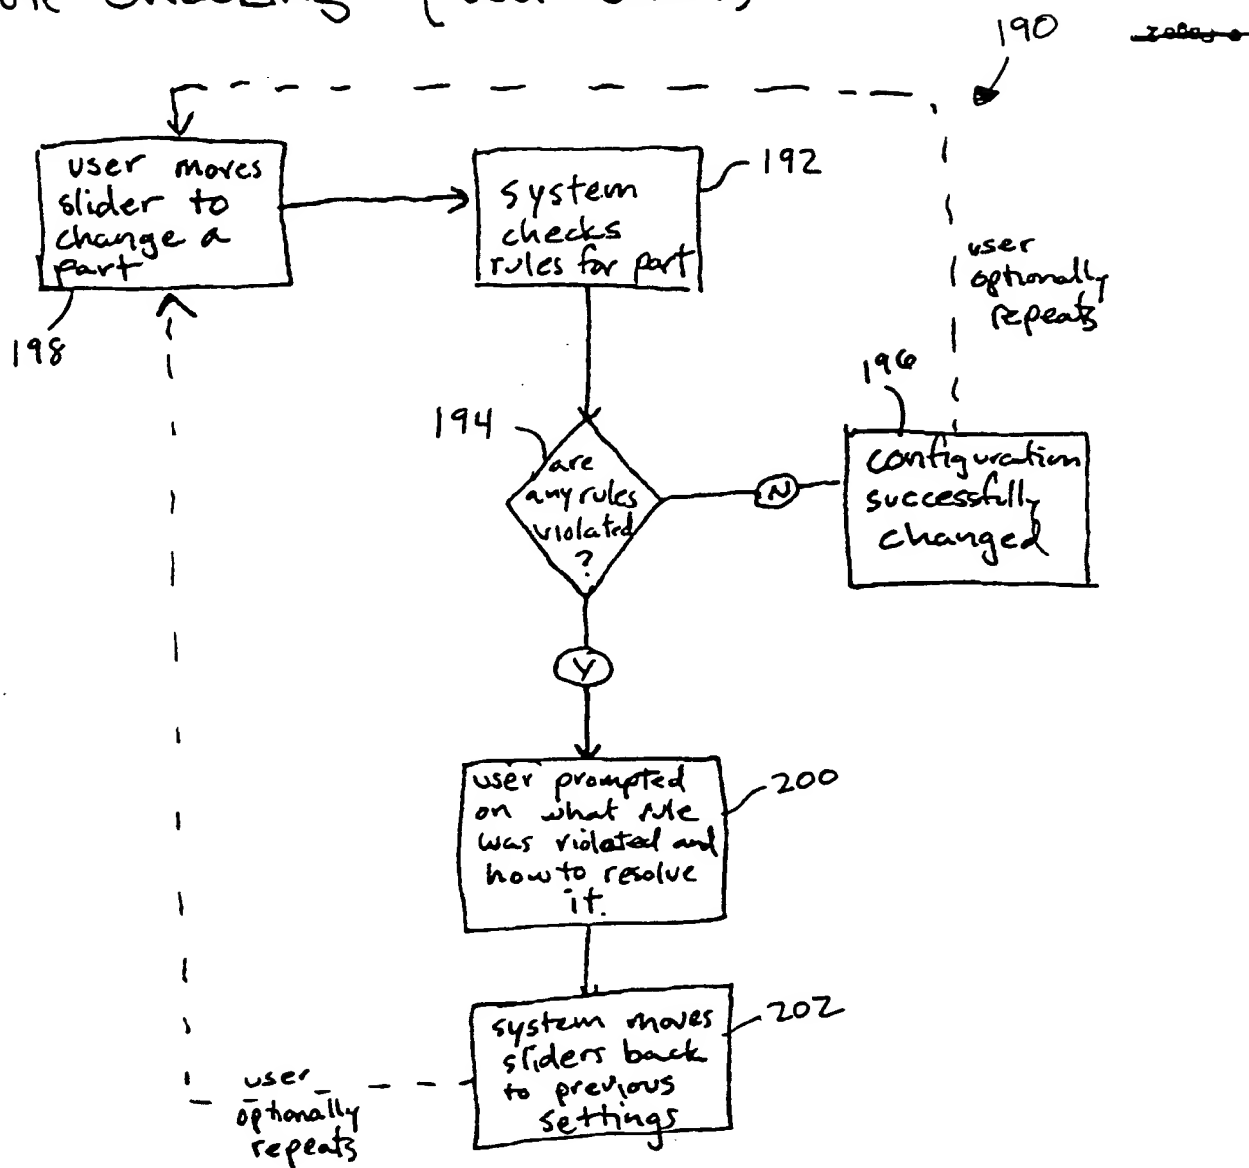 190
user moves
slider to
change a
part
198
system
checks
rules for part
192
user
optionally
repeats
194
are
any rules
violated
?
N
196
configuration
successfully
changed
Y
user prompted
on what rule
was violated and
how to resolve
it.
200
system moves
sliders back
to previous
settings
202
user
optionally
repeats